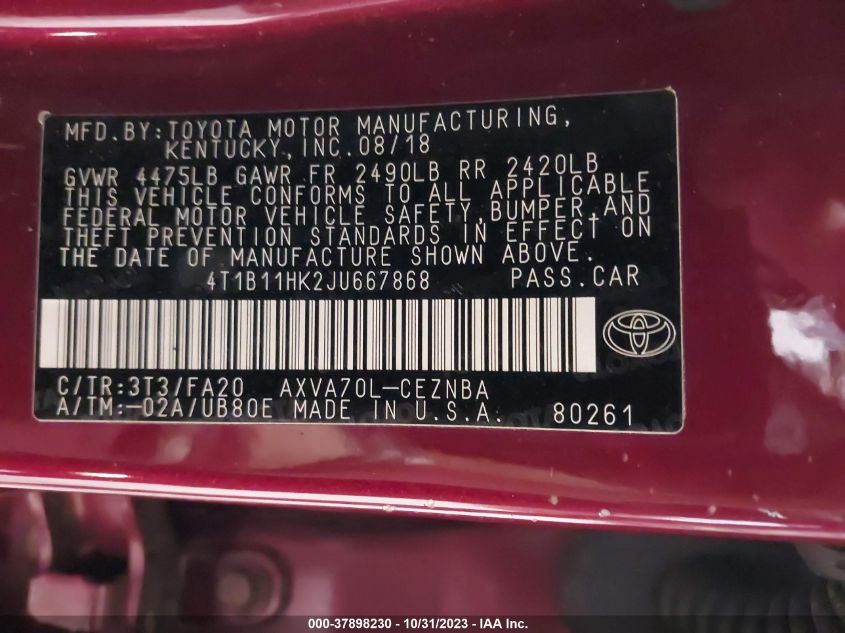 MFD.BY:TOYOTA MOTOR MANUFACTURING,
KENTUCKY,INC.08/18
GVWR 4475LB GAWR FR 2490LB RR 2420LB
THIS VEHICLE CONFORMS TO ALL APPLICABLE
FEDERAL MOTOR VEHICLE SAFETY,BUMPER,AND
THEFT PREVENTION STANDARDS IN EFFECT ON
THE DATE OF MANUFACTURE SHOWN ABOVE.
4T1B11HK2JU667868 PASS.CAR
C/TR:3T3/FA20 AXVA70L-CEZNBA
A/TM:-02A/UB80E MADE IN U.S.A. 80261
000-37898230 - 10/31/2023 - IAA Inc.